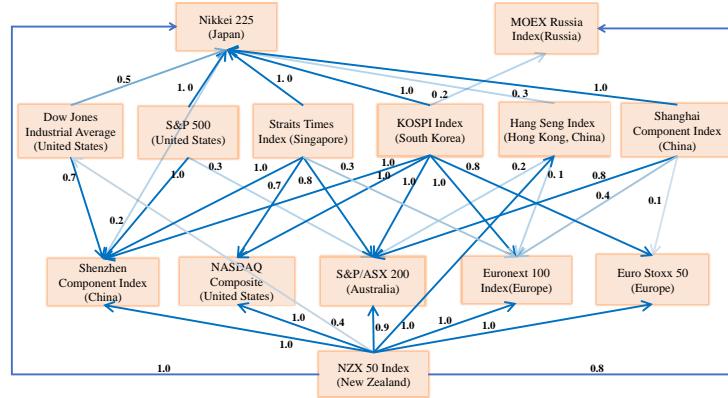 Nikkei 225
(Japan)
MOEX Russia
Index(Russia)
0.5
1.0
1.0
1.0
0.2
0.3
1.0
Dow Jones
Industrial Average
(United States)
S&P 500
(United States)
Straits Times
Index (Singapore)
KOSPI Index
(South Korea)
Hang Seng Index
(Hong Kong, China)
Shanghai
Component Index
(China)
0.7
1.0
0.3
1.0
0.7
0.8
0.3
1.0
1.0
1.0
0.8
0.2
0.1
0.8
0.4
0.1
0.2
Shenzhen
Component Index
(China)
NASDAQ
Composite
(United States)
S&P/ASX 200
(Australia)
Euronext 100
Index(Europe)
Euro Stoxx 50
(Europe)
1.0
1.0
0.4
0.9
1.0
1.0
1.0
NZX 50 Index
(New Zealand)
1.0
0.8